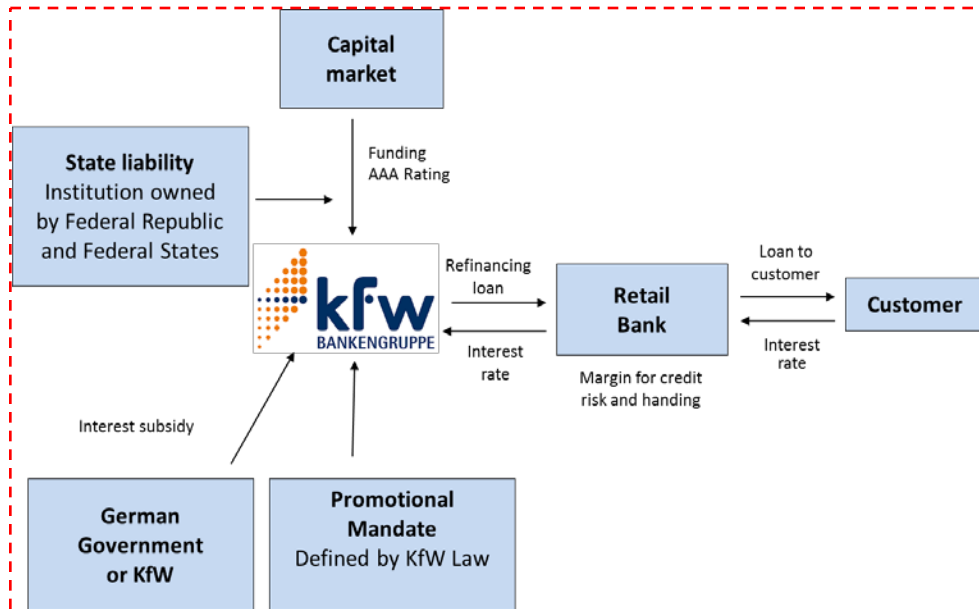 Capital
market
State liability
Institution owned
by Federal Republic
and Federal States
Funding
AAA Rating
kfw
BANKENGRUPPE
Refinancing
loan
Interest
rate
Retail
Bank
Margin for credit
risk and handing
Loan to
customer
Interest
rate
Customer
Interest subsidy
German
Government
or KfW
Promotional
Mandate
Defined by KfW Law